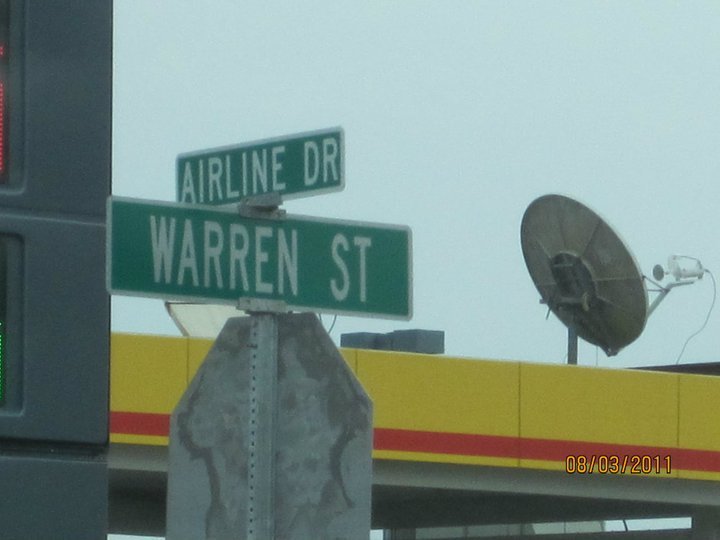 AIRLINE DR
WARREN ST
08/03/2011